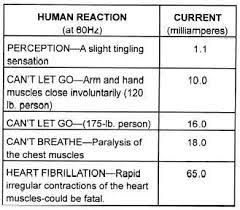 HUMAN REACTION
(at 60Hz)
CURRENT
(milliamperes)
PERCEPTION—A slight tingling
sensation
1.1
CAN'T LET GO—Arm and hand
muscles close involuntarily (120
lb. person)
10.0
CAN'T LET GO—(175-lb. person)
16.0
CAN'T BREATHE—Paralysis of
the chest muscles
18.0
HEART FIBRILLATION—Rapid
irregular contractions of the heart
muscles-could be fatal.
65.0